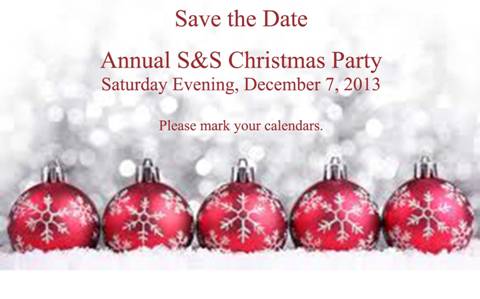 Save the Date
Annual S&S Christmas Party
Saturday Evening, December 7, 2013
Please mark your calendars.